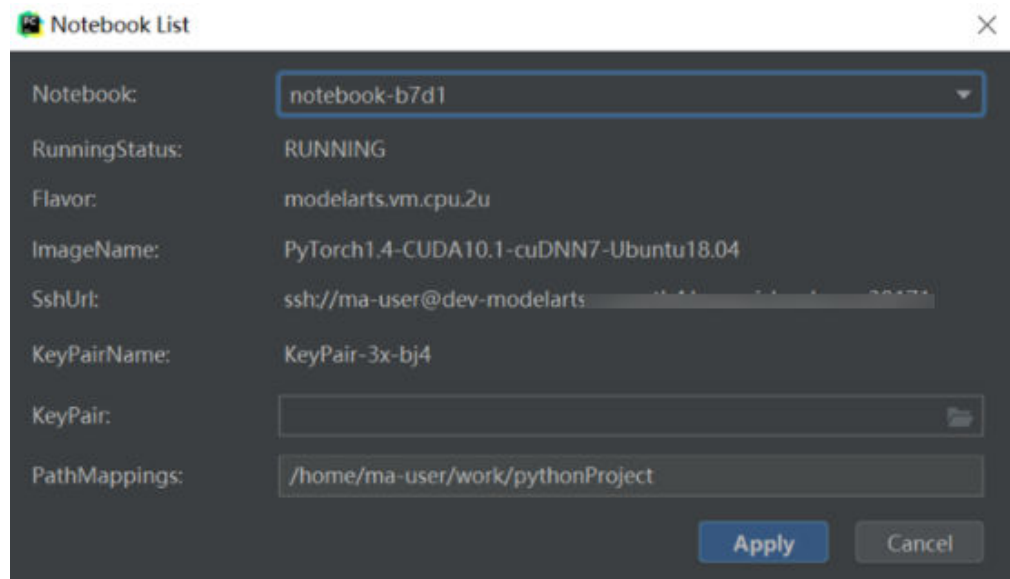 PC
Notebook List
Notebook: notebook-b7d1
RunningStatus: RUNNING
Flavor: modelarts.vm.cpu.2u
ImageName: PyTorch1.4-CUDA10.1-cuDNN7-Ubuntu18.04
SshUrl: ssh://ma-user@dev-modelarts
KeyPairName: KeyPair-3x-bj4
KeyPair:
PathMappings: /home/ma-user/work/pythonProject
Apply Cancel